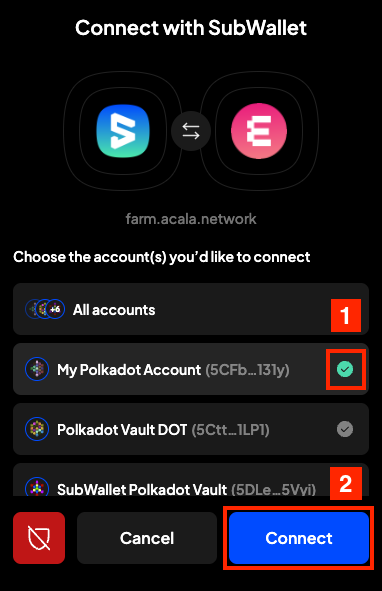 Connect with SubWallet
farm.acala.network
Choose the account(s) you'd like to connect
+6 All accounts
1
My Polkadot Account (5CFb...131y)
Polkadot Vault DOT (5Ctt...1LP1)
2
SubWallet Polkadot Vault (5DLe...5Vyi)
Cancel
Connect